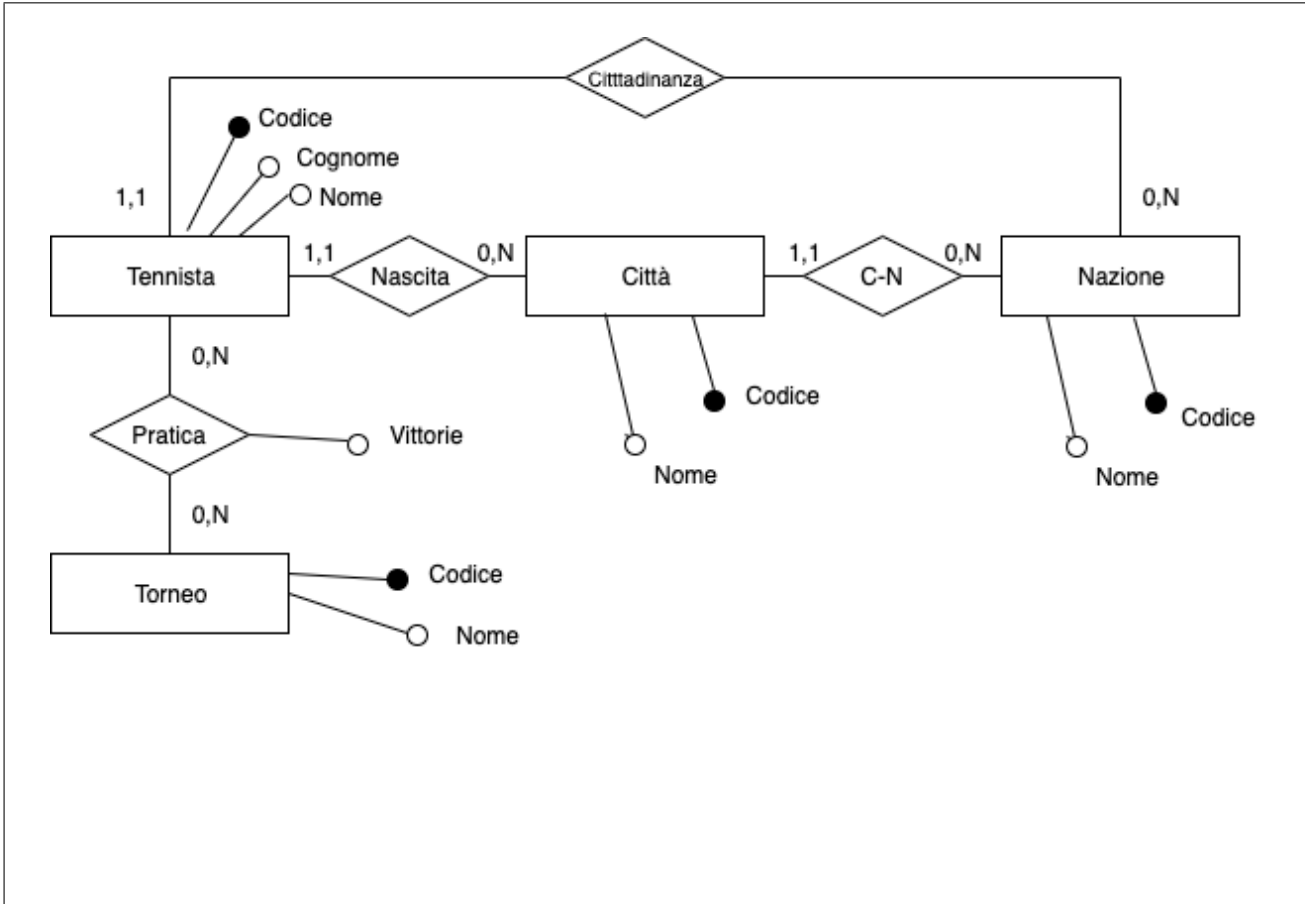 Citttadinanza
Codice
Cognome
Nome
1,1
0,N
Tennista
1,1
Nascita
0,N
Città
1,1
C-N
0,N
Nazione
0,N
Codice
Codice
Pratica
Vittorie
Nome
Nome
0,N
Torneo
Codice
Nome